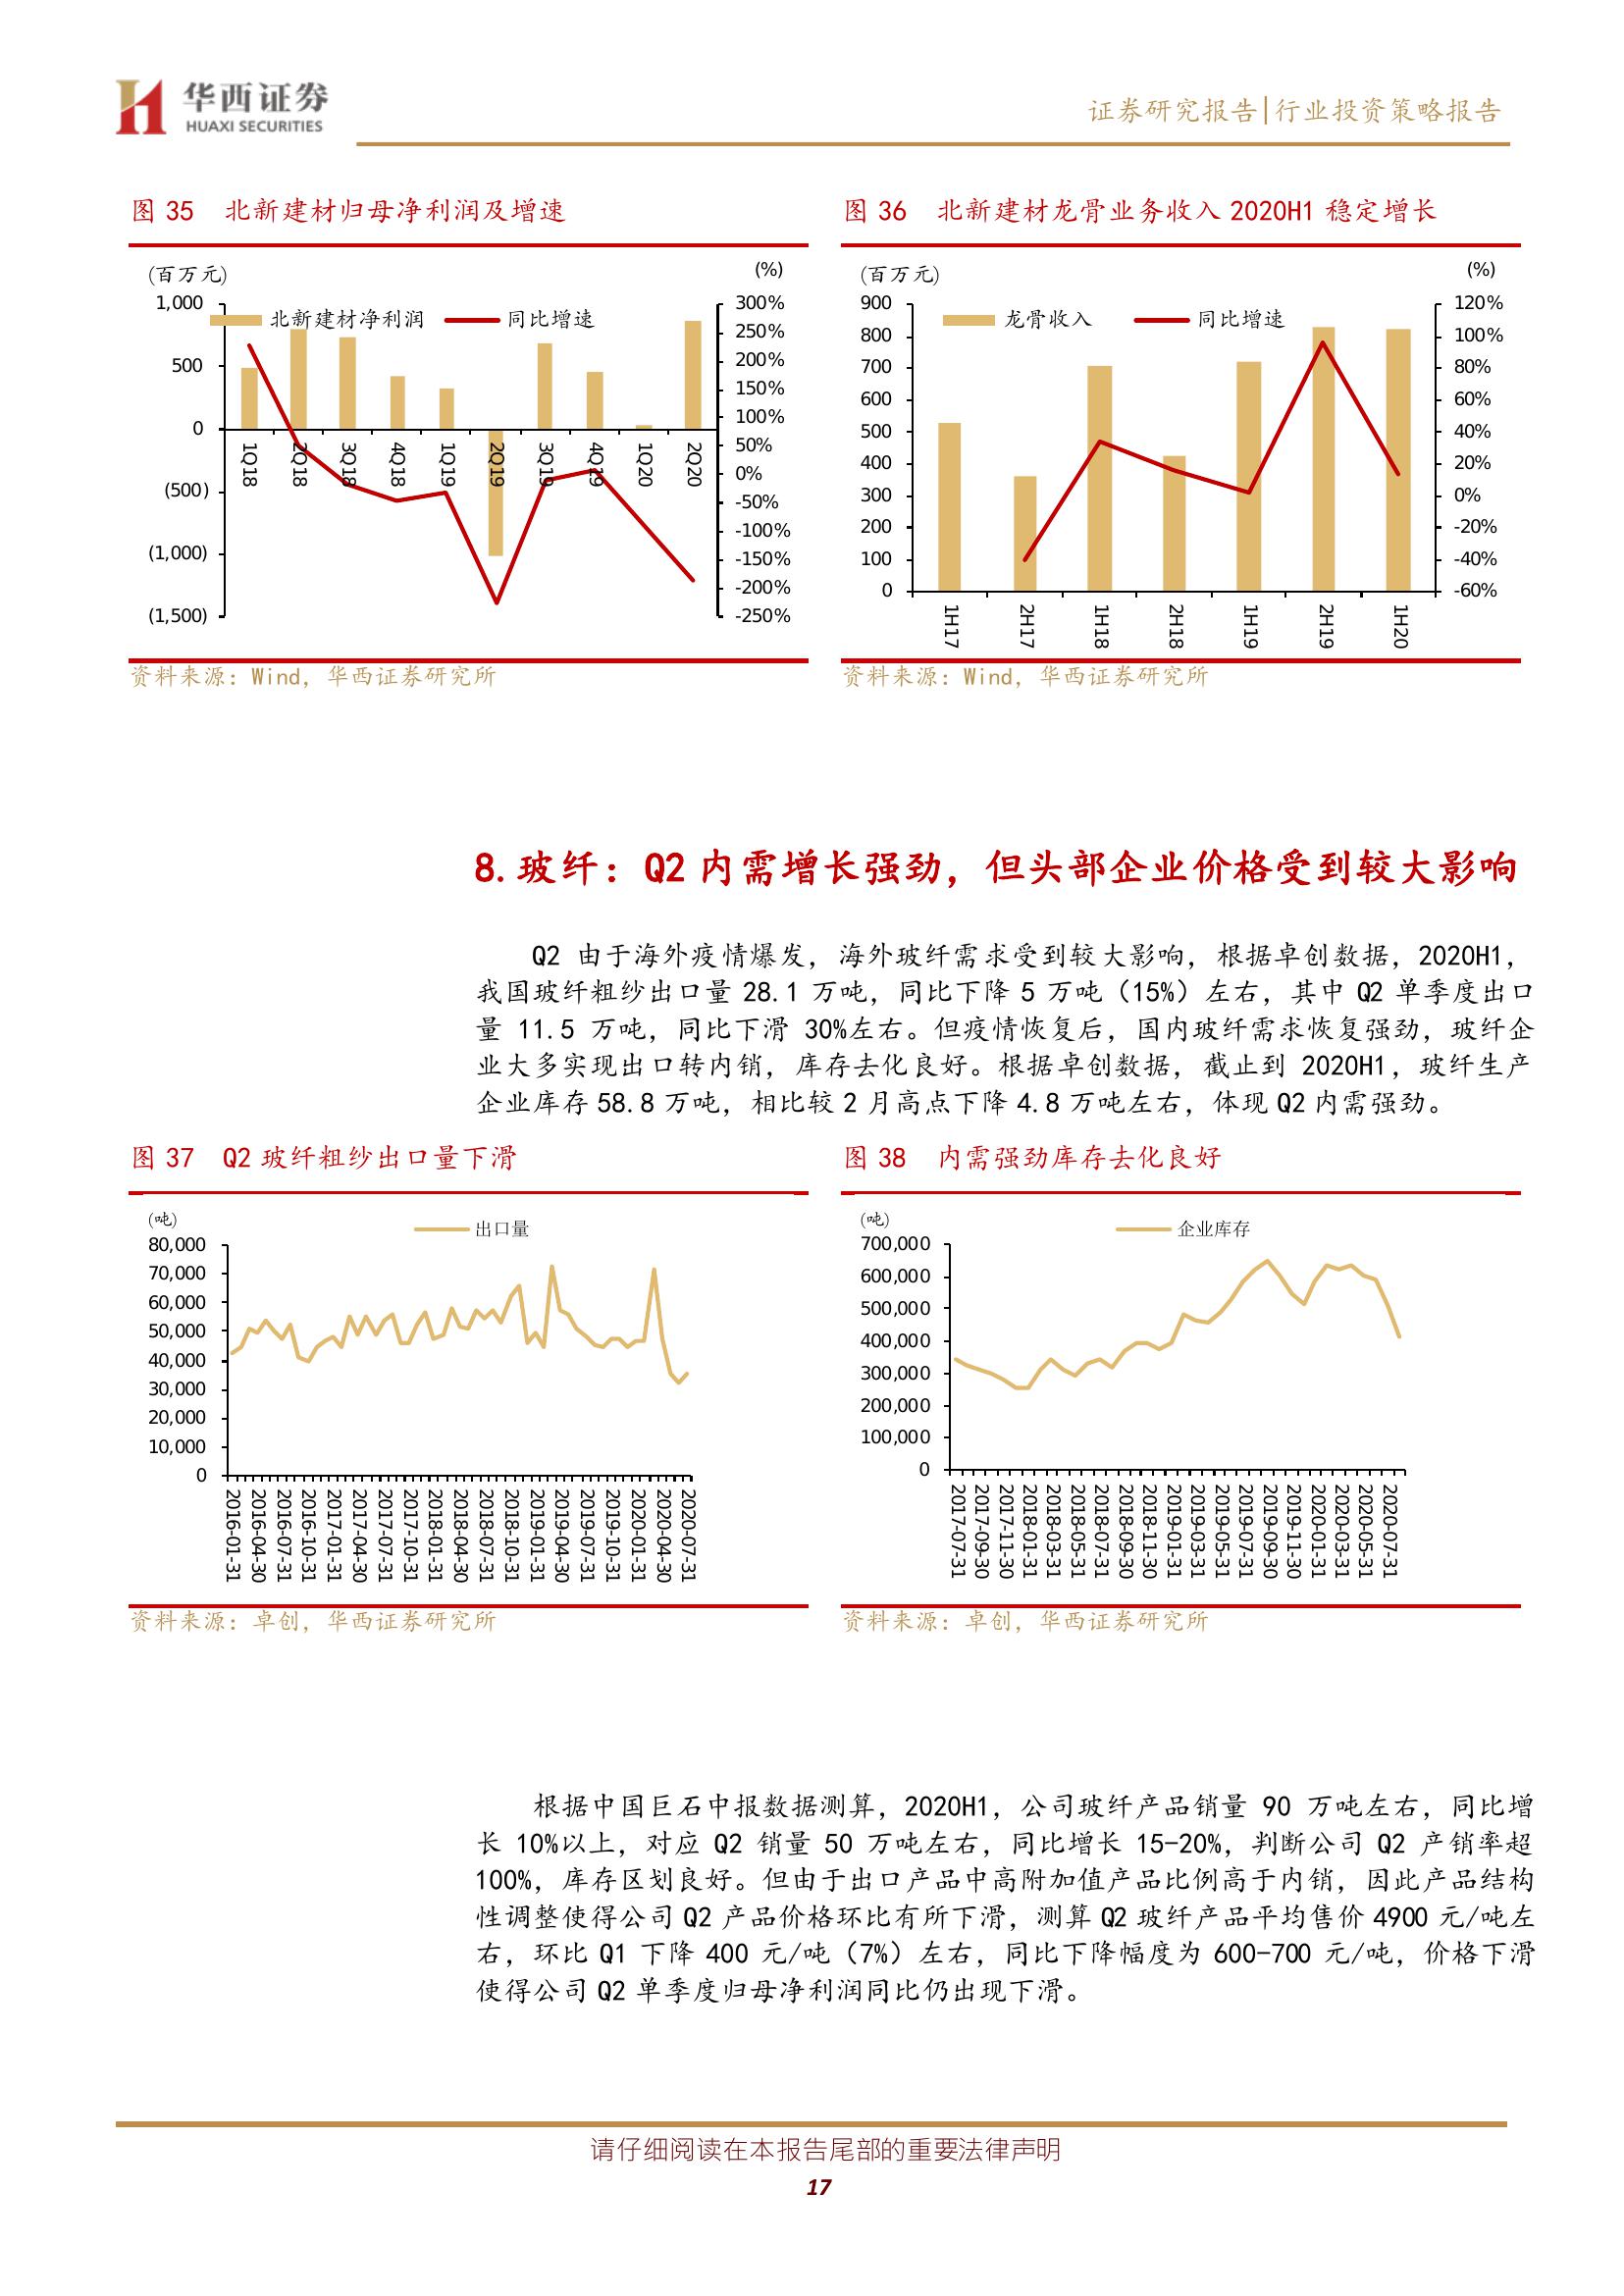 华西证券
HUAXI SECURITIES
证券研究报告|行业投资策略报告
图 35 北新建材归母净利润及增速
(百万元)
(%)
北新建材净利润
同比增速
1,000
500
0
(500)
(1,000)
(1,500)
300%
250%
200%
150%
100%
50%
0%
-50%
-100%
-150%
-200%
-250%
1Q18
2Q18
3Q18
4Q18
1Q19
2Q19
3Q19
4Q19
1Q20
2Q20
资料来源：Wind，华西证券研究所
图 36 北新建材龙骨业务收入 2020H1 稳定增长
(百万元)
(%)
龙骨收入
同比增速
900
800
700
600
500
400
300
200
100
0
120%
100%
80%
60%
40%
20%
0%
-20%
-40%
-60%
1H17
2H17
1H18
2H18
1H19
2H19
1H20
资料来源：Wind，华西证券研究所
8.玻纤：Q2 内需增长强劲，但头部企业价格受到较大影响
Q2 由于海外疫情爆发，海外玻纤需求受到较大影响，根据卓创数据，2020H1，
我国玻纤粗纱出口量 28.1 万吨，同比下降 5 万吨（15%）左右，其中 Q2 单季度出口
量 11.5 万吨，同比下滑 30%左右。但疫情恢复后，国内玻纤需求恢复强劲，玻纤企
业大多实现出口转内销，库存去化良好。根据卓创数据，截止到 2020H1，玻纤生产
企业库存 58.8 万吨，相比较 2 月高点下降 4.8 万吨左右，体现 Q2 内需强劲。
图 37 Q2 玻纤粗纱出口量下滑
(吨)
出口量
80,000
70,000
60,000
50,000
40,000
30,000
20,000
10,000
0
2016-01-31
2016-04-30
2016-07-31
2016-10-31
2017-01-31
2017-04-30
2017-07-31
2017-10-31
2018-01-31
2018-04-30
2018-07-31
2018-10-31
2019-01-31
2019-04-30
2019-07-31
2019-10-31
2020-01-31
2020-04-30
2020-07-31
资料来源：卓创，华西证券研究所
图 38 内需强劲库存去化良好
(吨)
企业库存
700,000
600,000
500,000
400,000
300,000
200,000
100,000
0
2017-07-31
2017-09-30
2017-11-30
2018-01-31
2018-03-31
2018-05-31
2018-07-31
2018-09-30
2018-11-30
2019-01-31
2019-03-31
2019-05-31
2019-07-31
2019-09-30
2019-11-30
2020-01-31
2020-03-31
2020-05-31
2020-07-31
资料来源：卓创，华西证券研究所
根据中国巨石中报数据测算，2020H1，公司玻纤产品销量 90 万吨左右，同比增
长 10%以上，对应 Q2 销量 50 万吨左右，同比增长 15-20%，判断公司 Q2 产销率超
100%，库存区划良好。但由于出口产品中高附加值产品比例高于内销，因此产品结构
性调整使得公司 Q2 产品价格环比有所下滑，测算 Q2 玻纤产品平均售价 4900 元/吨左
右，环比 Q1 下降 400 元/吨（7%）左右，同比下降幅度为 600-700 元/吨，价格下滑
使得公司 Q2 单季度归母净利润同比仍出现下滑。
请仔细阅读在本报告尾部的重要法律声明
17